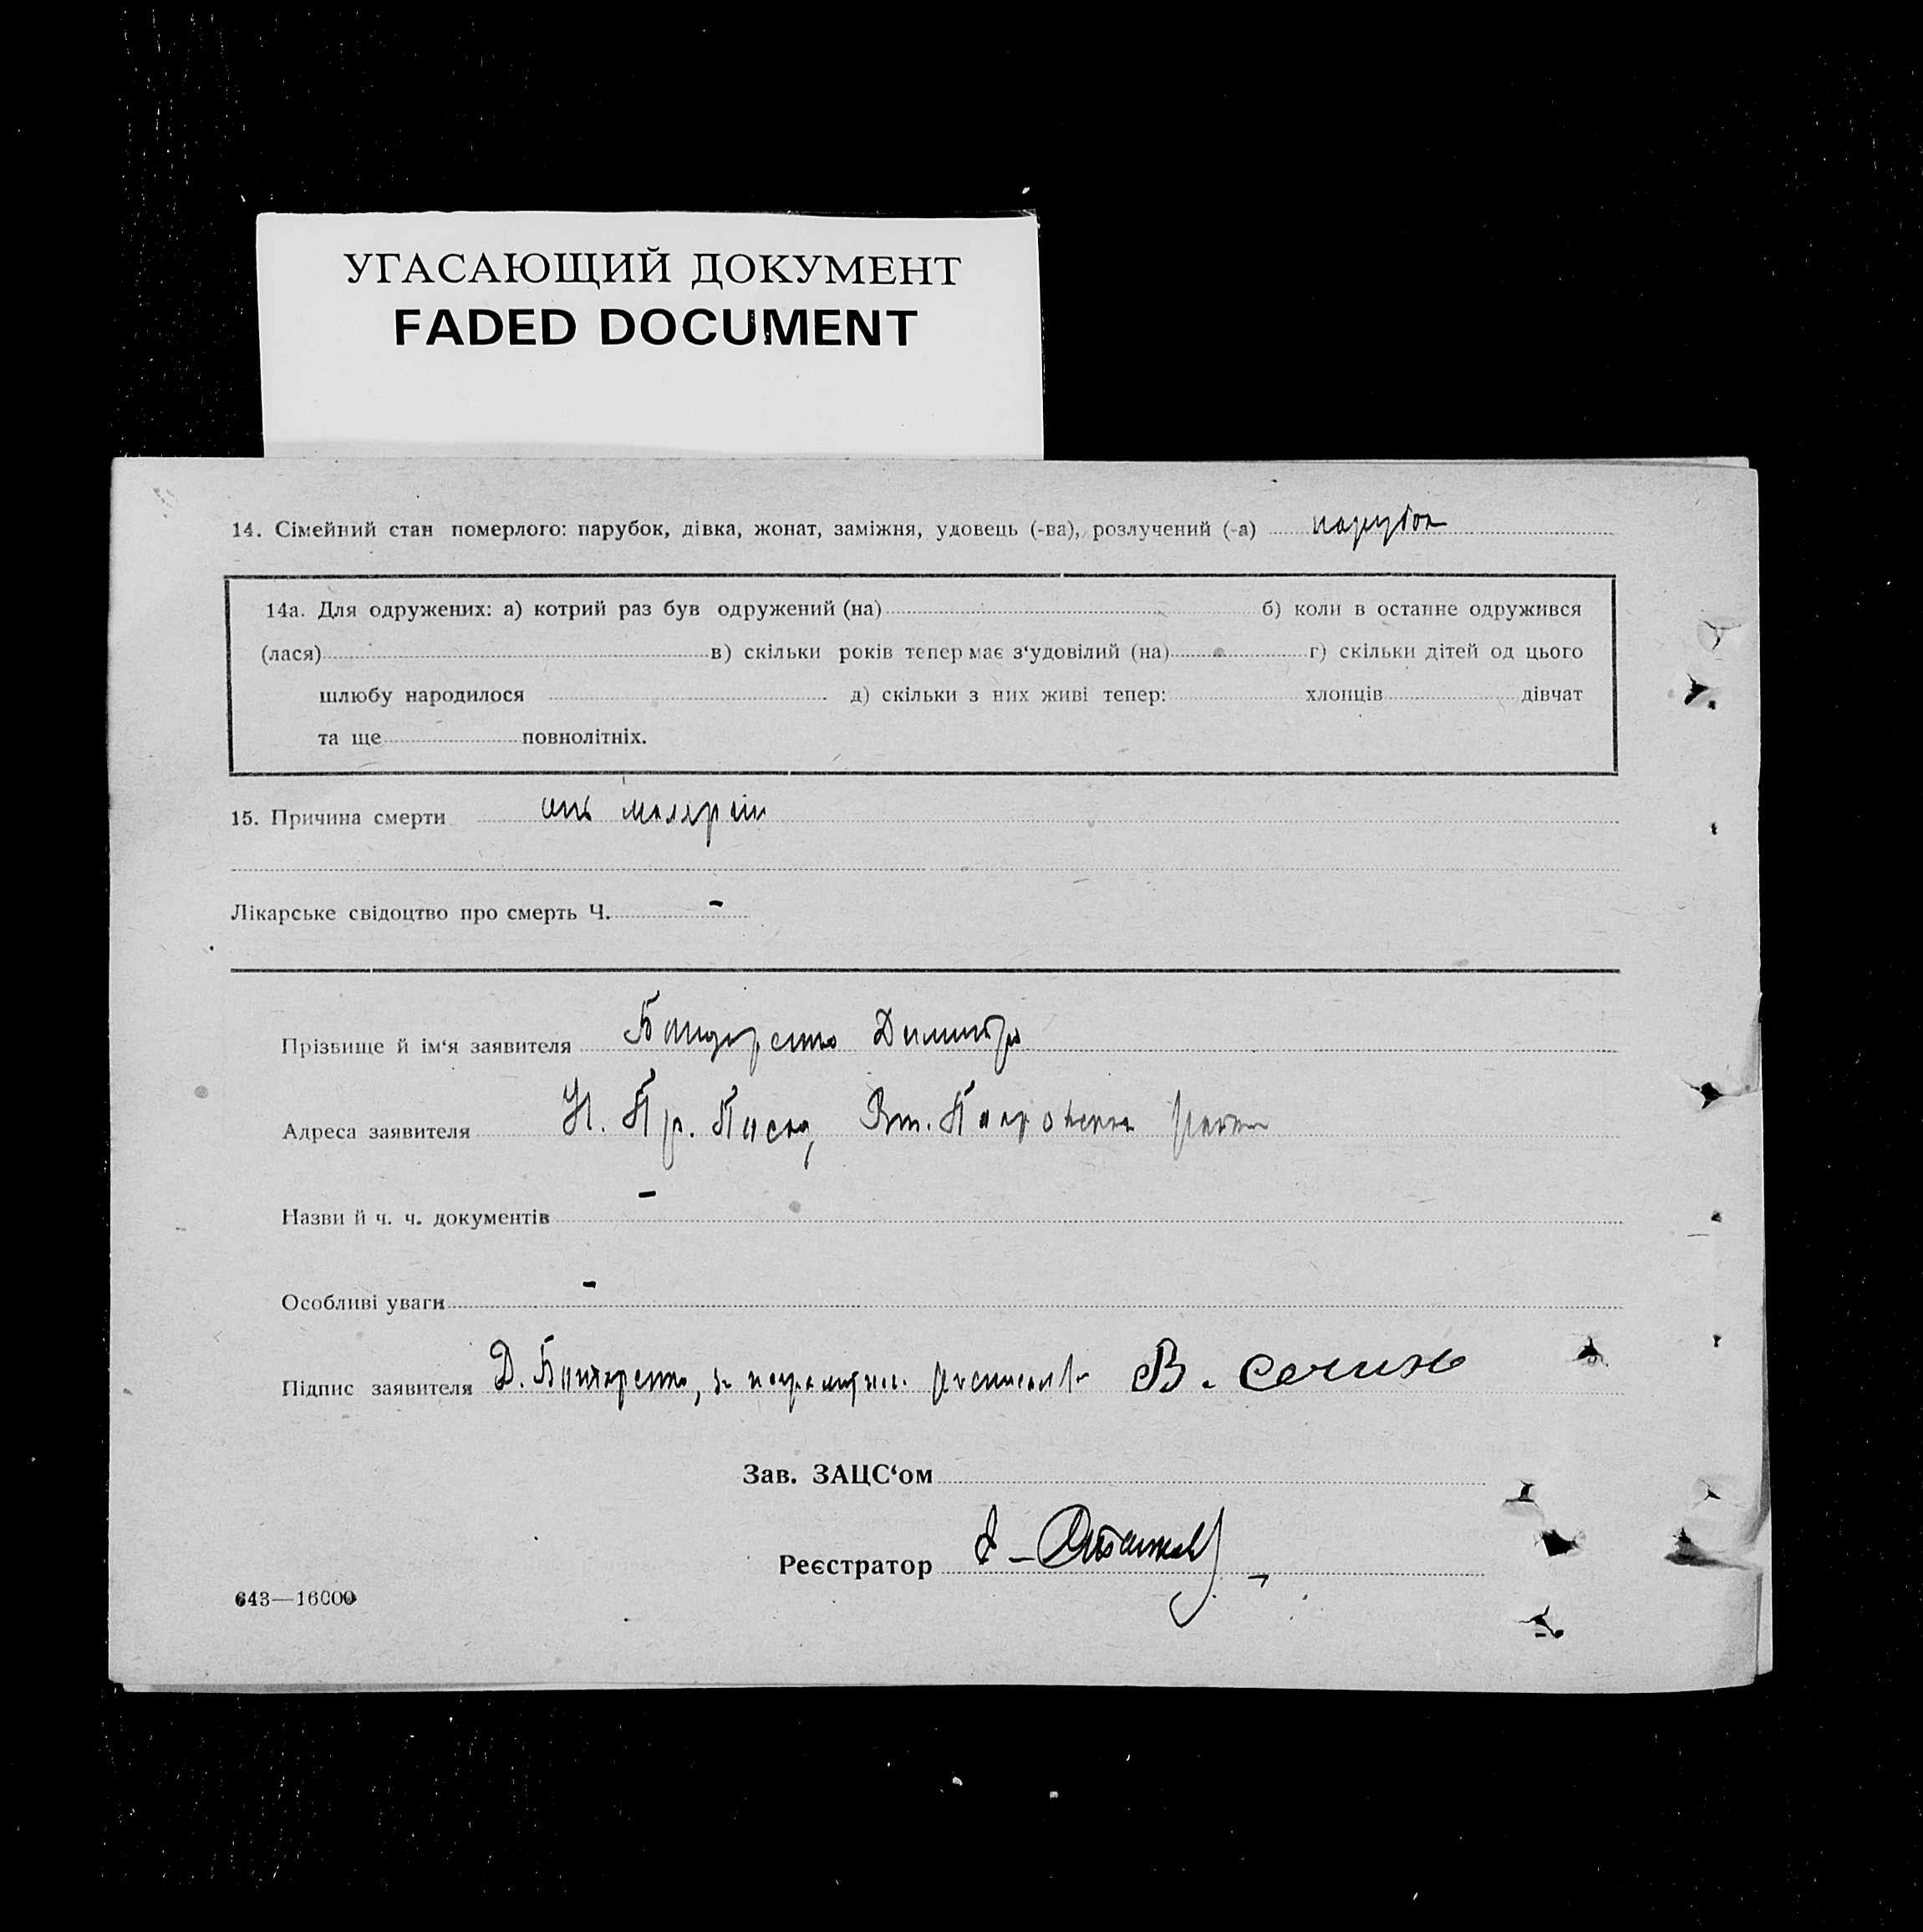 УГАСАЮЩИЙ ДОКУМЕНТ
FADED DOCUMENT
14. Сімейний стан померлого: парубок, дівка, жонат, заміжня, удовець (-ва), розлучений (-а) парубок
14а. Для одружених: а) котрий раз був одружений (на) б) коли в останне одружився
(лася) в) скільки років тепер має з‘удовілий (на) г) скільки дітей од цього
шлюбу народилося д) скільки з них живі тепер: хлопців дівчат
та ще повнолітніх.
15. Причина смерти малярии
Лікарське свідоцтво про смерть Ч. -
Прізвище й ім‘я заявителя
Адреса заявителя Н. Пр.
Назви й ч. ч. документів -
Особливі уваги -
Підпис заявителя Д. В.
Зав. ЗАЦС‘ом
Реєстратор
643—16000